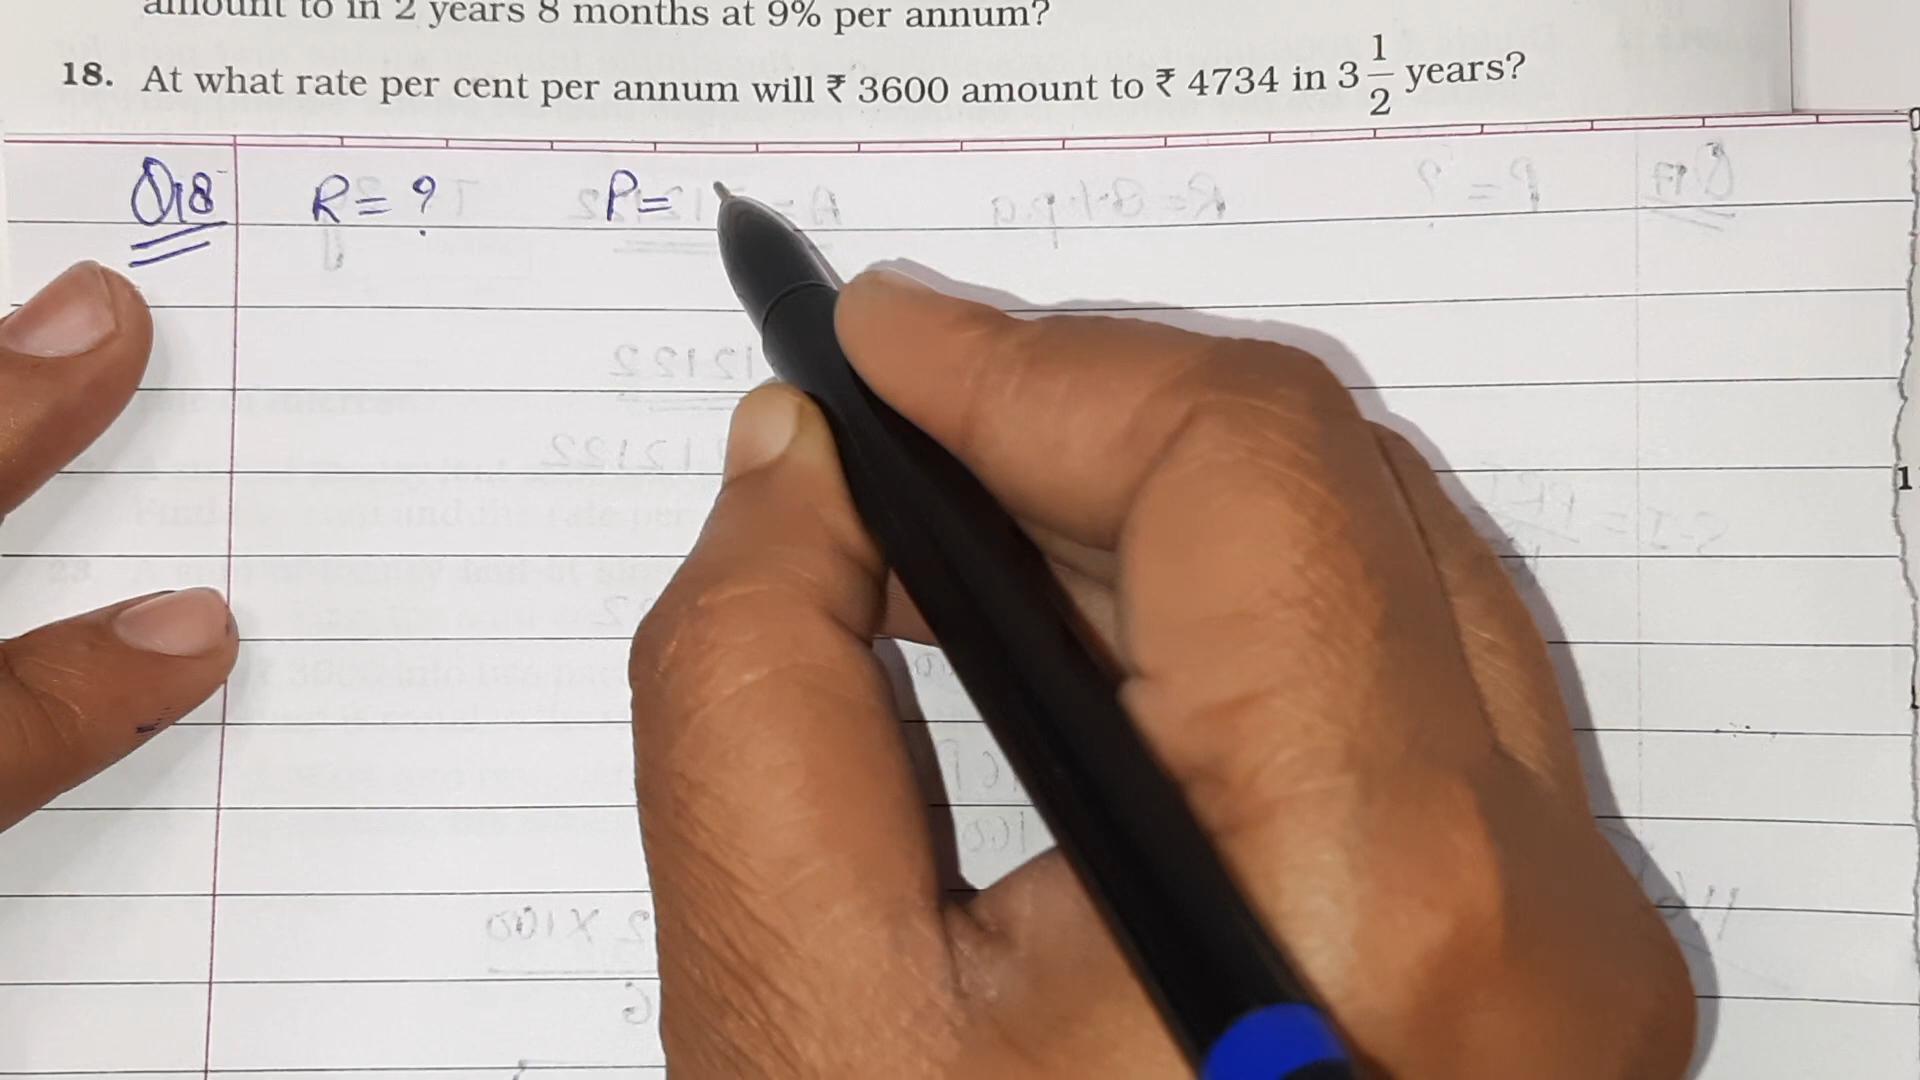 amount to in 2 years 8 months at 9% per annum?
18. At what rate per cent per annum will ₹ 3600 amount to ₹ 4734 in 3 1/2 years?
Q18 R = ? P =